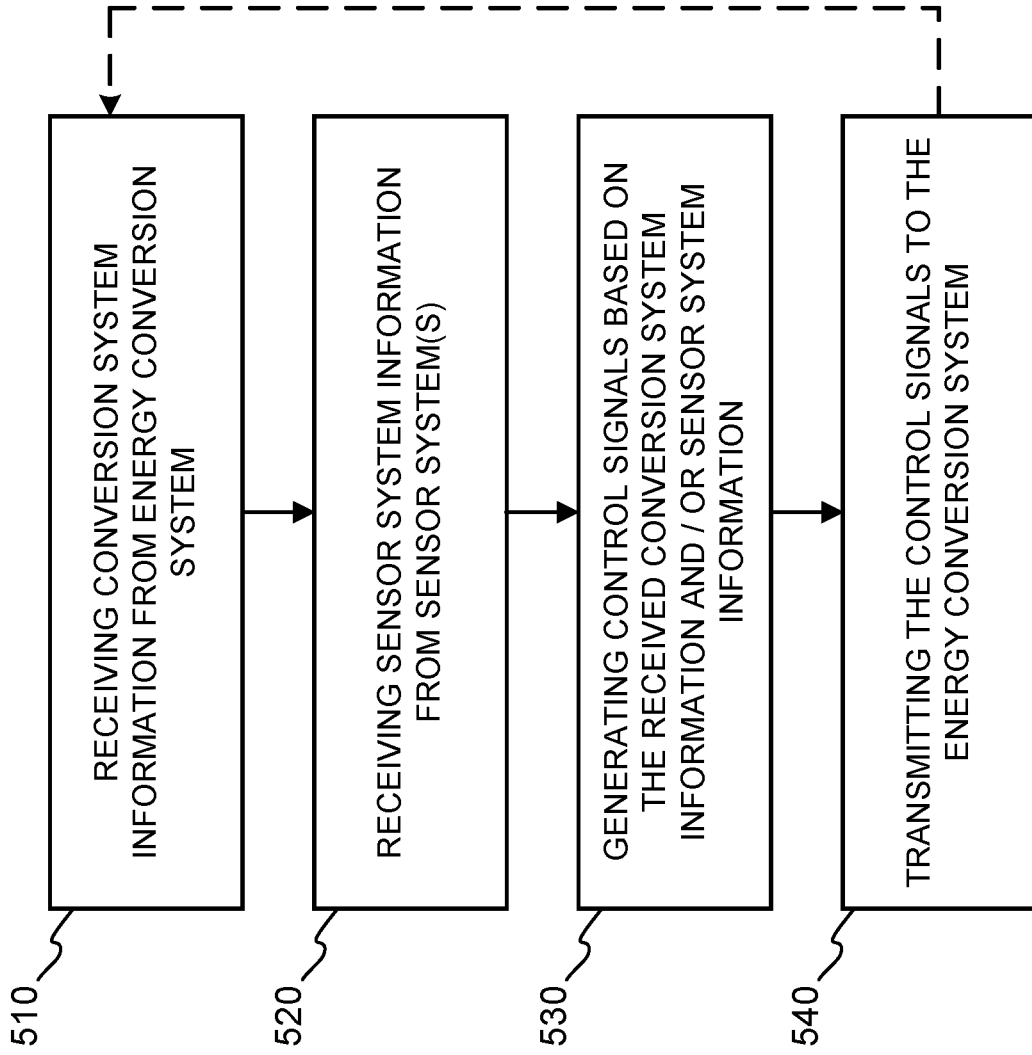 510
RECEIVING CONVERSION SYSTEM
INFORMATION FROM ENERGY CONVERSION
SYSTEM
520
RECEIVING SENSOR SYSTEM INFORMATION
FROM SENSOR SYSTEM(S)
530
GENERATING CONTROL SIGNALS BASED ON
THE RECEIVED CONVERSION SYSTEM
INFORMATION AND / OR SENSOR SYSTEM
INFORMATION
540
TRANSMITTING THE CONTROL SIGNALS TO THE
ENERGY CONVERSION SYSTEM